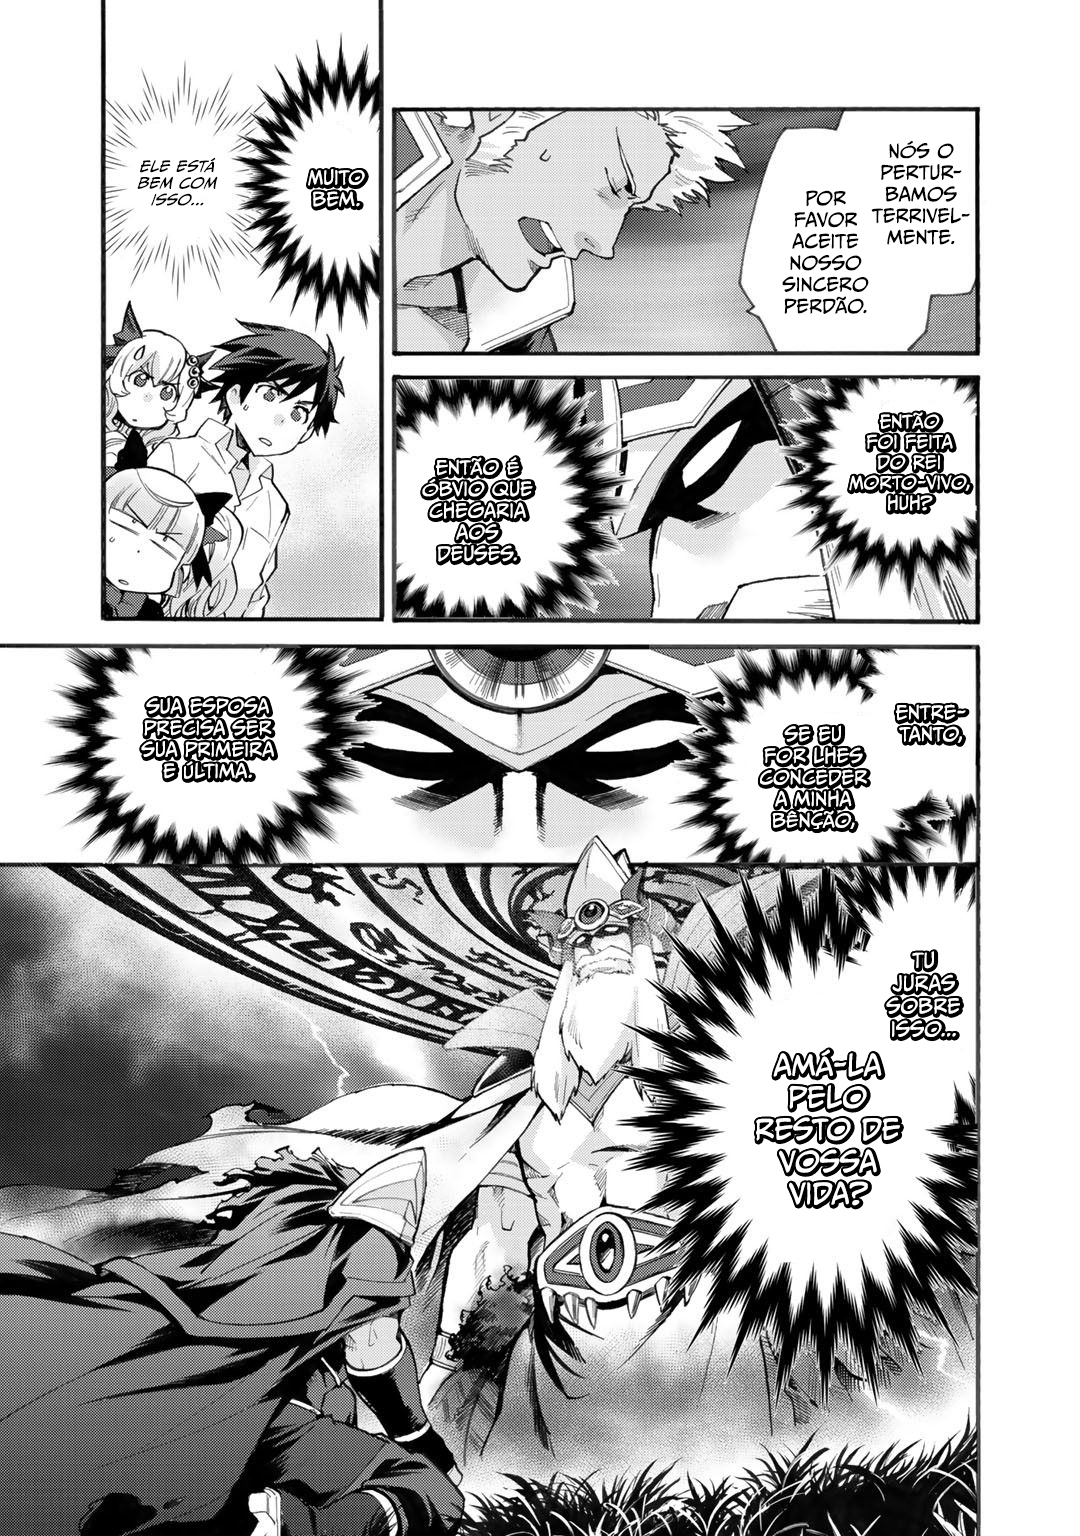 NÓS O
PERTUR-
BAMOS
TERRIVEL-
MENTE.
POR
FAVOR
ACEITE
NOSSO
SINCERO
PERDÃO.
MUITO
BEM.
ELE ESTÁ
BEM COM
ISSO...
ENTÃO
FOI FEITA
DO REI
MORTO-VIVO,
HUH?
ENTÃO É
ÓBVIO QUE
CHEGARIA
AOS
DEUSES.
ENTRE-
TANTO,
SE EU
FOR LHES
CONCEDER
A MINHA
BÊNÇÃO,
SUA ESPOSA
PRECISA SER
SUA PRIMEIRA
E ÚLTIMA.
TU
JURAS
SOBRE
ISSO...
AMÁ-LA
PELO
RESTO DE
VOSSA
VIDA?